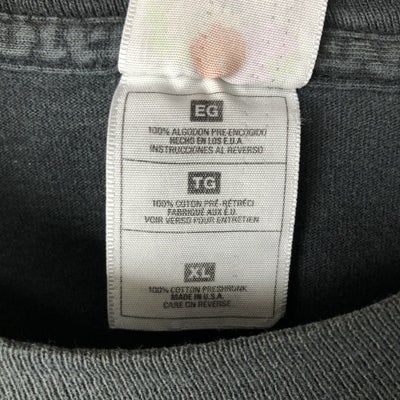 EG
100% ALGODON PRE-ENCOGIDO
HECHO EN LOS E.U.A.
INSTRUCCIONES AL REVERSO
TG
100% COTON PRÉ-RÉTRÉCI
FABRIQUÉ AUX É.U.
VOIR VERSO POUR ENTRETIEN
XL
100% COTTON PRESHRUNK
MADE IN U.S.A.
CARE ON REVERSE